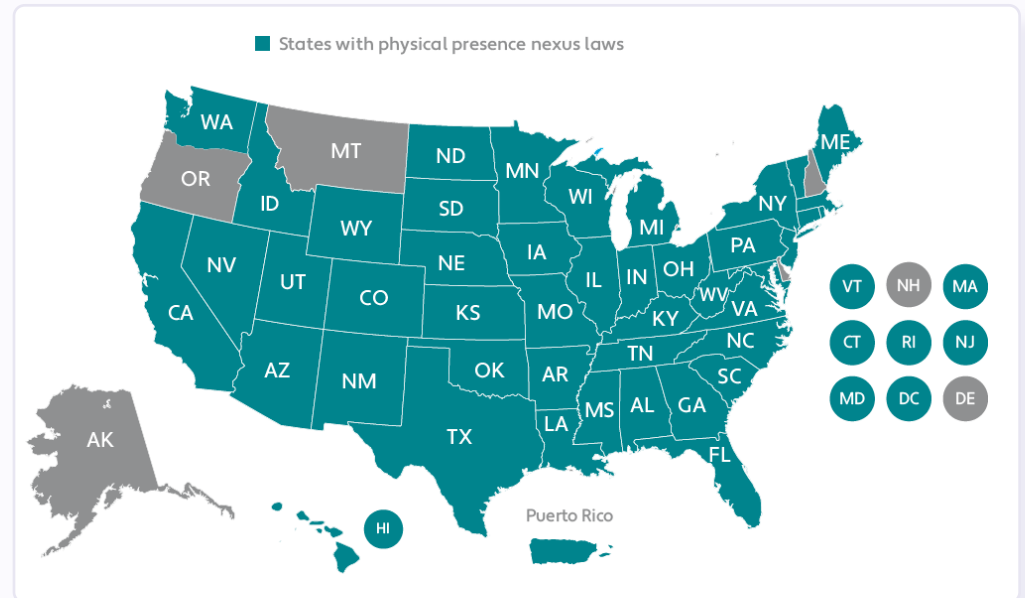 States with physical presence nexus laws
WA
MT
ND
MN
ME
OR
ID
SD
WI
NY
WY
MI
NV
UT
NE
IA
PA
CO
IL
IN
OH
CA
KS
MO
WV
VA
KY
AZ
NM
OK
AR
TN
NC
SC
MS
AL
GA
LA
TX
FL
AK
HI
Puerto Rico
VT NH MA
CT RI NJ
MD DC DE